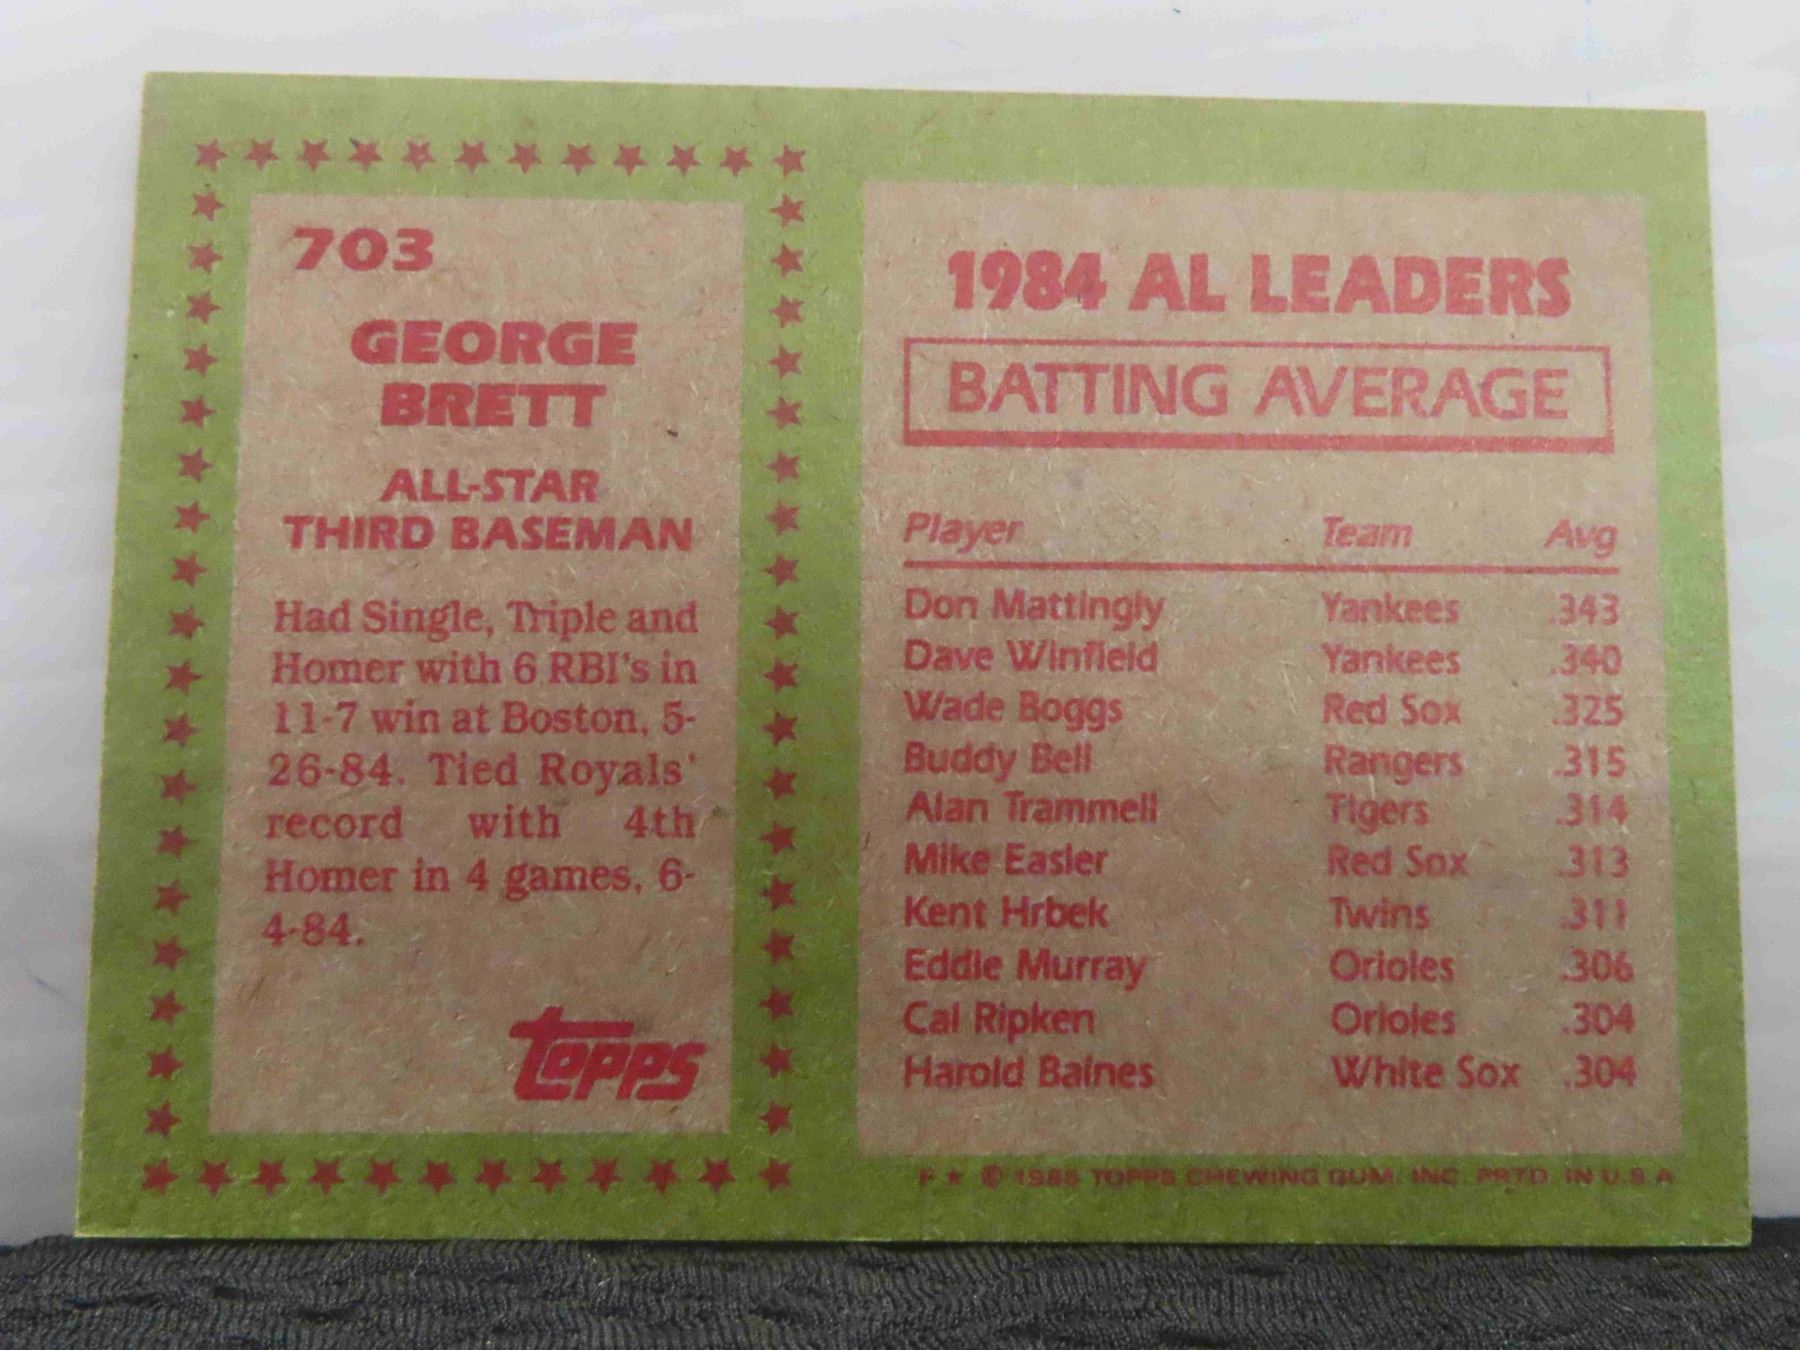 703
GEORGE
BRETT
ALL-STAR
THIRD BASEMAN
Had Single, Triple and
Homer with 6 RBI's in
11-7 win at Boston, 5-
26-84. Tied Royals'
record with 4th
Homer in 4 games, 6-
4-84.
topps
1984 AL LEADERS
BATTING AVERAGE
Player Team Avg
Don Mattingly Yankees .343
Dave Winfield Yankees .340
Wade Boggs Red Sox .325
Buddy Bell Rangers .315
Alan Trammell Tigers .314
Mike Easler Red Sox .313
Kent Hrbek Twins .311
Eddie Murray Orioles .306
Cal Ripken Orioles .304
Harold Baines White Sox .304
F ★ © 1985 TOPPS CHEWING GUM, INC. PRTD. IN U.S.A.